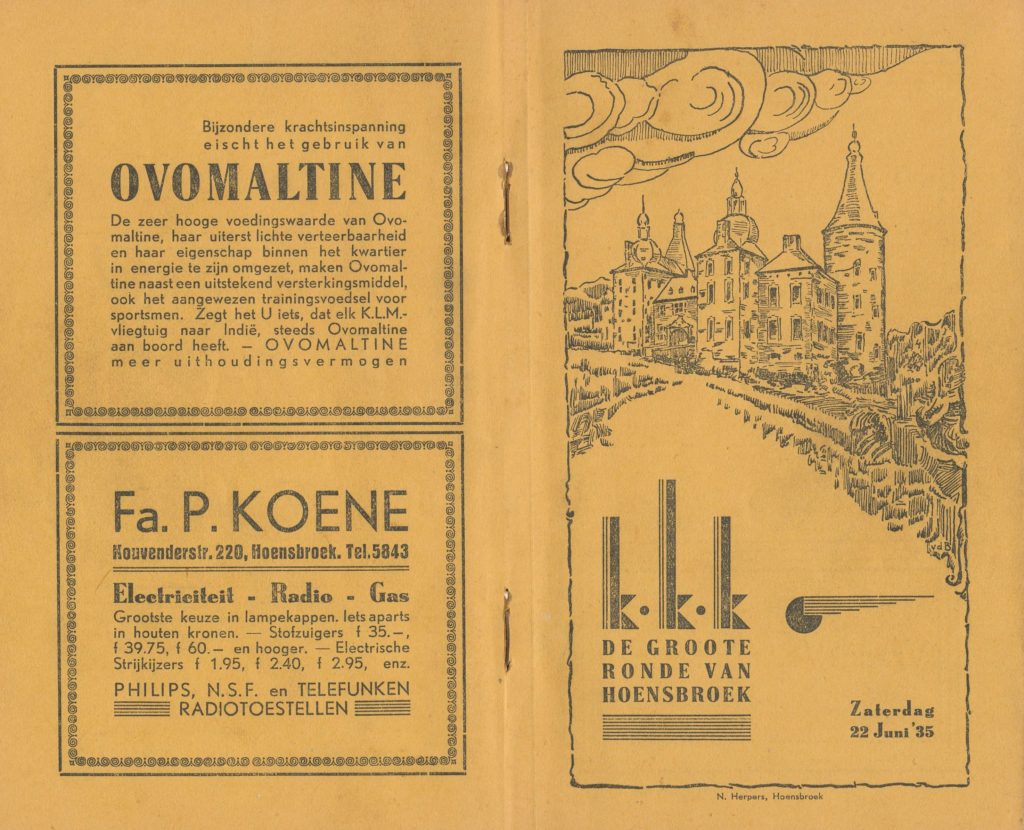 Bijzondere krachtsinspanning
eischt het gebruik van
OVOMALTINE
De zeer hooge voedingswaarde van Ovo-
maltine, haar uiterst lichte verteerbaarheid
en haar eigenschap binnen het kwartier
in energie te zijn omgezet, maken Ovomal-
tine naast een uitstekend versterkingsmiddel,
ook het aangewezen trainingsvoedsel voor
sportsmen. Zegt het U iets, dat elk K.L.M.-
vliegtuig naar Indië, steeds Ovomaltine
aan boord heeft. — OVOMALTINE
meer uithoudingsvermogen
Fa. P. KOENE
Kouvenderstr. 220, Hoensbroek. Tel. 5843
Electriciteit - Radio - Gas
Grootste keuze in lampekappen. Iets aparts
in houten kronen. — Stofzuigers f 35.—,
f 39.75, f 60.— en hooger. — Electrische
Strijkijzers f 1.95, f 2.40, f 2.95, enz.
PHILIPS, N.S.F. en TELEFUNKEN
RADIOTOESTELLEN
vdB
k.k.k
DE GROOTE
RONDE VAN
HOENSBROEK
Zaterdag
22 Juni '35
N. Herpers, Hoensbroek